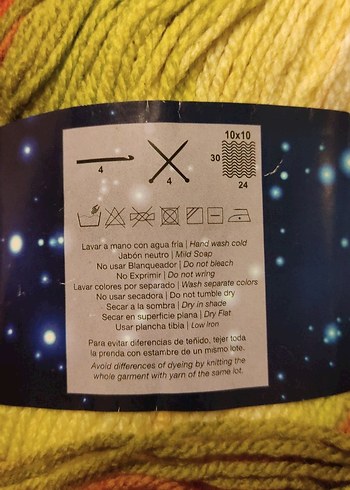 10x10
30
4
4
24
Lavar a mano con agua fria | Hand wash cold
Jabón neutro | Mild Soap
No usar Blanqueador | Do not bleach
No Exprimir | Do not wring
Lavar colores por separado | Wash separate colors
No usar secadora | Do not tumble dry
Secar a la sombra | Dry in shade
Secar en superficie plana | Dry Flat
Usar plancha tibia | Low iron
Para evitar diferencias de teñido, tejer toda
la prenda con estambre de un mismo lote.
Avoid differences of dyeing by knitting the
whole garment with yarn of the same lot.